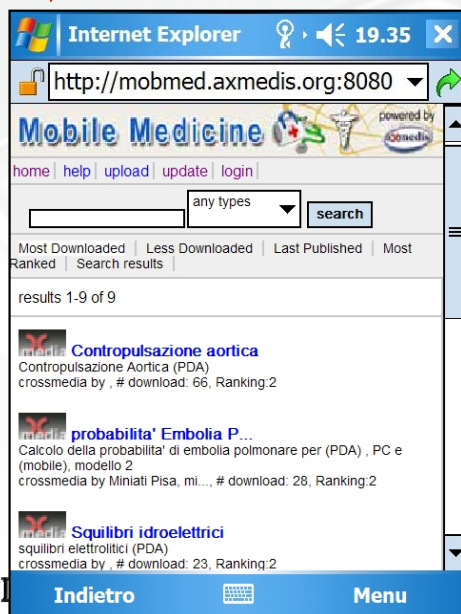 Internet Explorer 19.35
http://mobmed.axmedis.org:8080
Mobile Medicine powered by axmedis
home | help | upload | update | login |
any types search
Most Downloaded | Less Downloaded | Last Published | Most
Ranked | Search results |
results 1-9 of 9
X media Contropulsazione aortica
Contropulsazione Aortica (PDA)
crossmedia by , # download: 66, Ranking:2
X media probabilita' Embolia P...
Calcolo della probabilita' di embolia polmonare per (PDA) , PC e
(mobile), modello 2
crossmedia by Miniati Pisa, mi..., # download: 28, Ranking:2
X media Squilibri idroelettrici
squilibri elettrolitici (PDA)
crossmedia by , # download: 23, Ranking:2
Indietro Menu